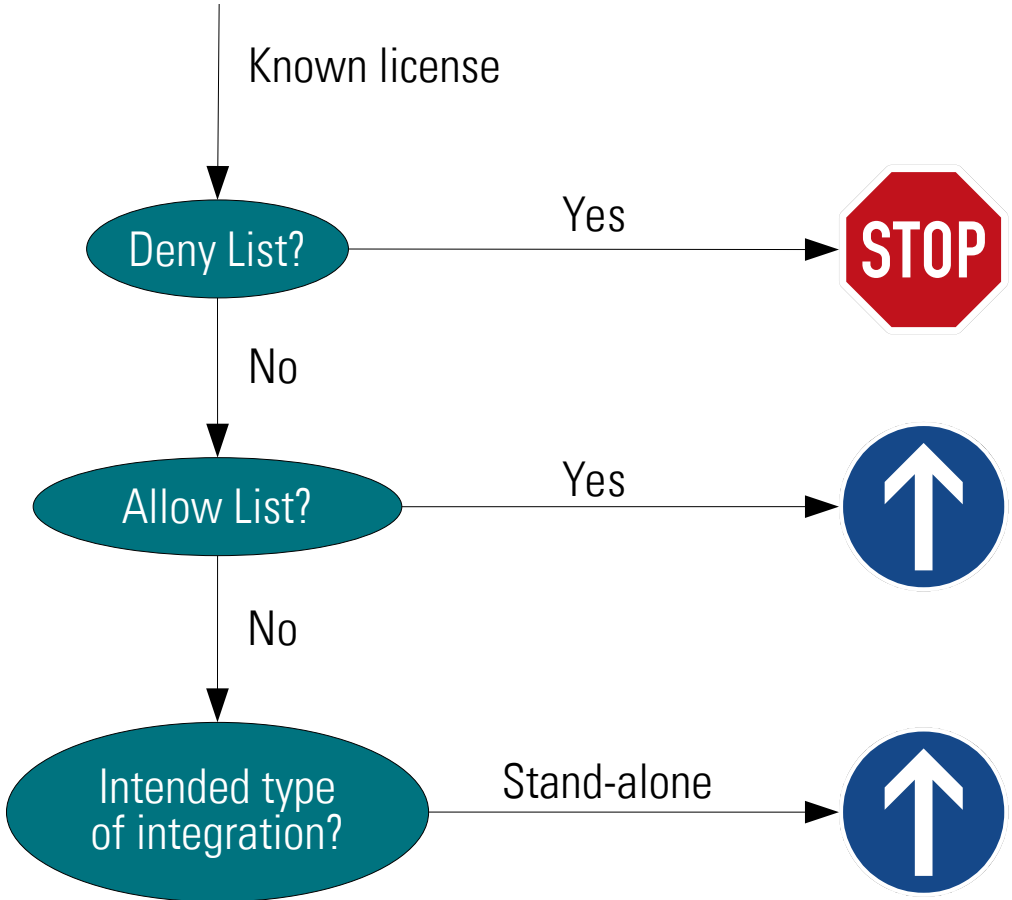 Known license
Deny List?
Yes
STOP
No
Allow List?
Yes
No
Intended type
of integration?
Stand-alone